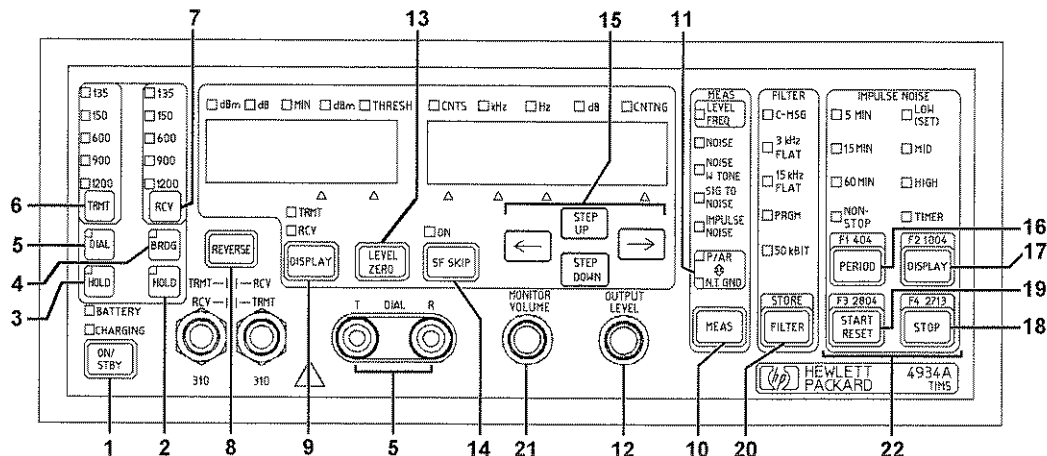 7 13 15 11
135 135
150 150
600 600
900 900
1200 1200
dBm dB MIN dBm THRESH CNTS kHz Hz dB CNTNG
MEAS
LEVEL
FREQ
NOISE
NOISE
W TONE
SIG TO
NOISE
IMPULSE
NOISE
P/AR
N.T GND
MEAS
FILTER
C-MSG
3 kHz
FLAT
15 kHz
FLAT
PRGM
50 kBIT
STORE
FILTER
IMPULSE NOISE
5 MIN LOW
(SET)
15 MIN MID
60 MIN HIGH
NON-
STOP TIMER
F1 404 F2 1004
PERIOD DISPLAY
F3 2804 F4 2713
START
RESET STOP
16
17
19
18
6 TRMT RCV
5 DIAL BRDG
4
3 HOLD HOLD
BATTERY
CHARGING
ON/
STBY
REVERSE
TRMT RCV
RCV TRMT
310 310
TRMT
RCV
DISPLAY
LEVEL
ZERO
ON
SF SKIP
STEP
UP
STEP
DOWN
T DIAL R
MONITOR
VOLUME
OUTPUT
LEVEL
hp HEWLETT
PACKARD
4934A
TIMS
1 2 8 9 5 14 21 12 10 20 22